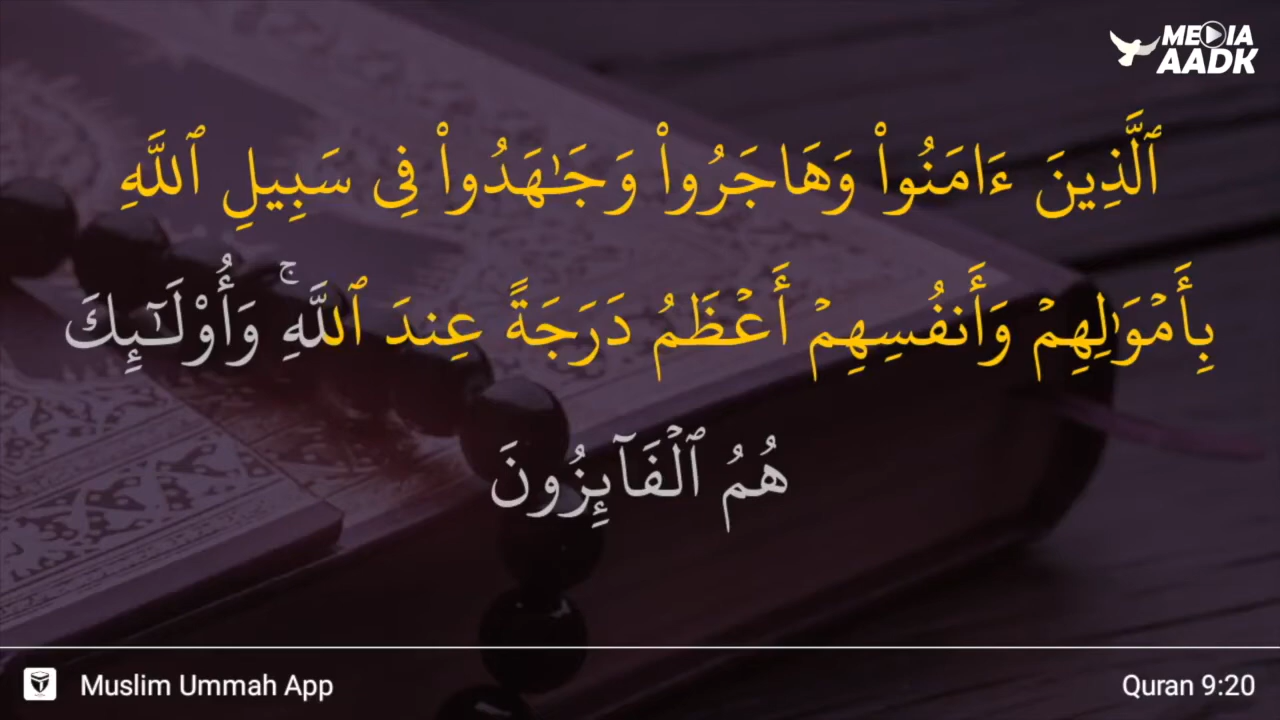 MEDIA
AADK
ٱلَّذِينَ ءَامَنُوا۟ وَهَاجَرُوا۟ وَجَـٰهَدُوا۟ فِى سَبِيلِ ٱللَّهِ
بِأَمْوَٰلِهِمْ وَأَنفُسِهِمْ أَعْظَمُ دَرَجَةً عِندَ ٱللَّهِ ۚ وَأُو۟لَـٰٓئِكَ
هُمُ ٱلْفَآئِزُونَ
Muslim Ummah App
Quran 9:20